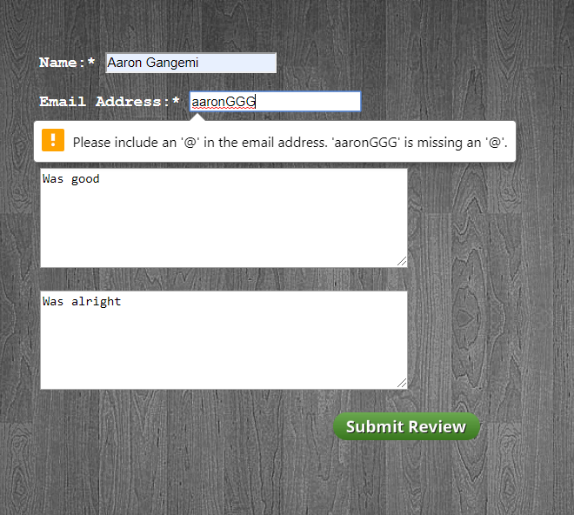 Name:* Aaron Gangemi
Email Address:* aaronGGG
! Please include an '@' in the email address. 'aaronGGG' is missing an '@'.
Was good
Was alright
Submit Review